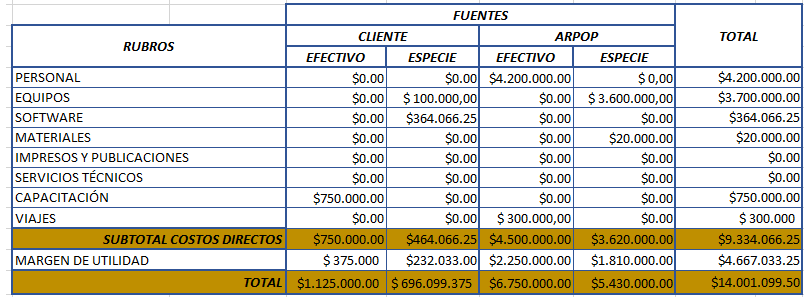 FUENTES
RUBROS
CLIENTE ARPOP TOTAL
EFECTIVO ESPECIE EFECTIVO ESPECIE
PERSONAL $0.00 $0.00 $4.200.000.00 $ 0,00 $4.200.000.00
EQUIPOS $0.00 $ 100.000,00 $0.00 $ 3.600.000,00 $3.700.000.00
SOFTWARE $0.00 $364.066.25 $0.00 $0.00 $364.066.25
MATERIALES $0.00 $0.00 $0.00 $20.000.00 $20.000.00
IMPRESOS Y PUBLICACIONES $0.00 $0.00 $0.00 $0.00 $0.00
SERVICIOS TÉCNICOS $0.00 $0.00 $0.00 $0.00 $0.00
CAPACITACIÓN $750.000.00 $0.00 $0.00 $0.00 $750.000.00
VIAJES $0.00 $0.00 $ 300.000,00 $0.00 $ 300.000
SUBTOTAL COSTOS DIRECTOS $750.000.00 $464.066.25 $4.500.000.00 $3.620.000.00 $9.334.066.25
MARGEN DE UTILIDAD $ 375.000 $232.033.00 $2.250.000.00 $1.810.000.00 $4.667.033.25
TOTAL $1.125.000.00 $ 696.099.375 $6.750.000.00 $5.430.000.00 $14.001.099.50